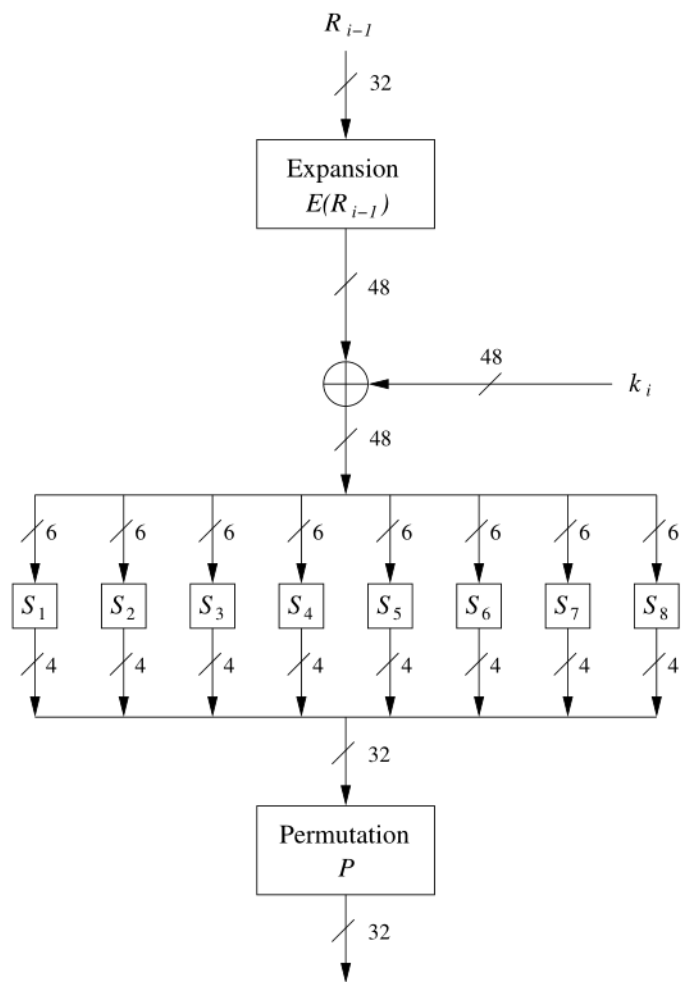 R i−1
32
Expansion
E(R i−1)
48
48
k i
48
6 6 6 6 6 6 6 6
S1 S2 S3 S4 S5 S6 S7 S8
4 4 4 4 4 4 4 4
32
Permutation
P
32